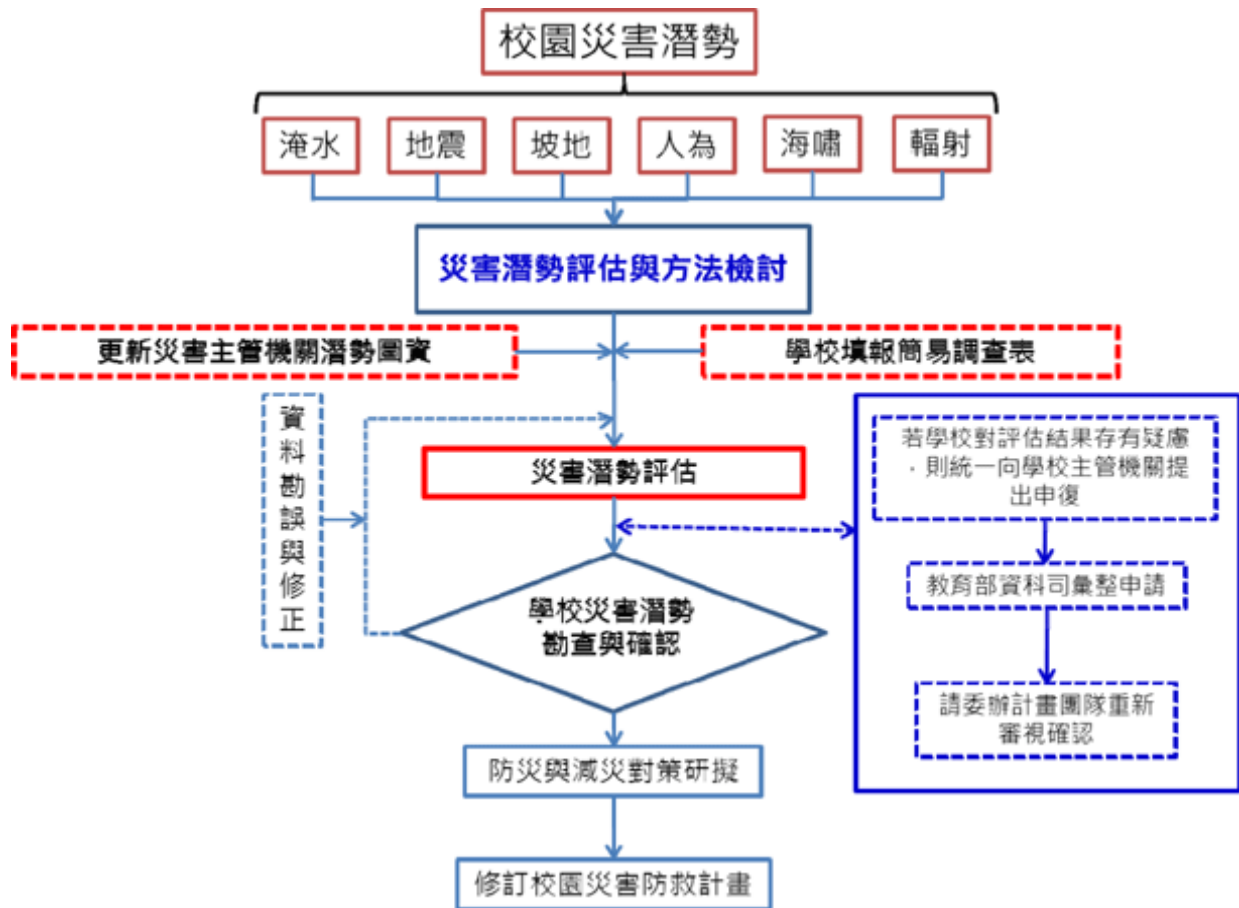 校園災害潛勢
淹水
地震
坡地
人為
海嘯
輻射
災害潛勢評估與方法檢討
更新災害主管機關潛勢圖資
學校填報簡易調查表
資料勘誤與修正
災害潛勢評估
若學校對評估結果存有疑慮
,則統一向學校主管機關提
出申復
教育部資科司彙整申請
請委辦計畫團隊重新
審視確認
學校災害潛勢
勘查與確認
防災與減災對策研擬
修訂校園災害防救計畫